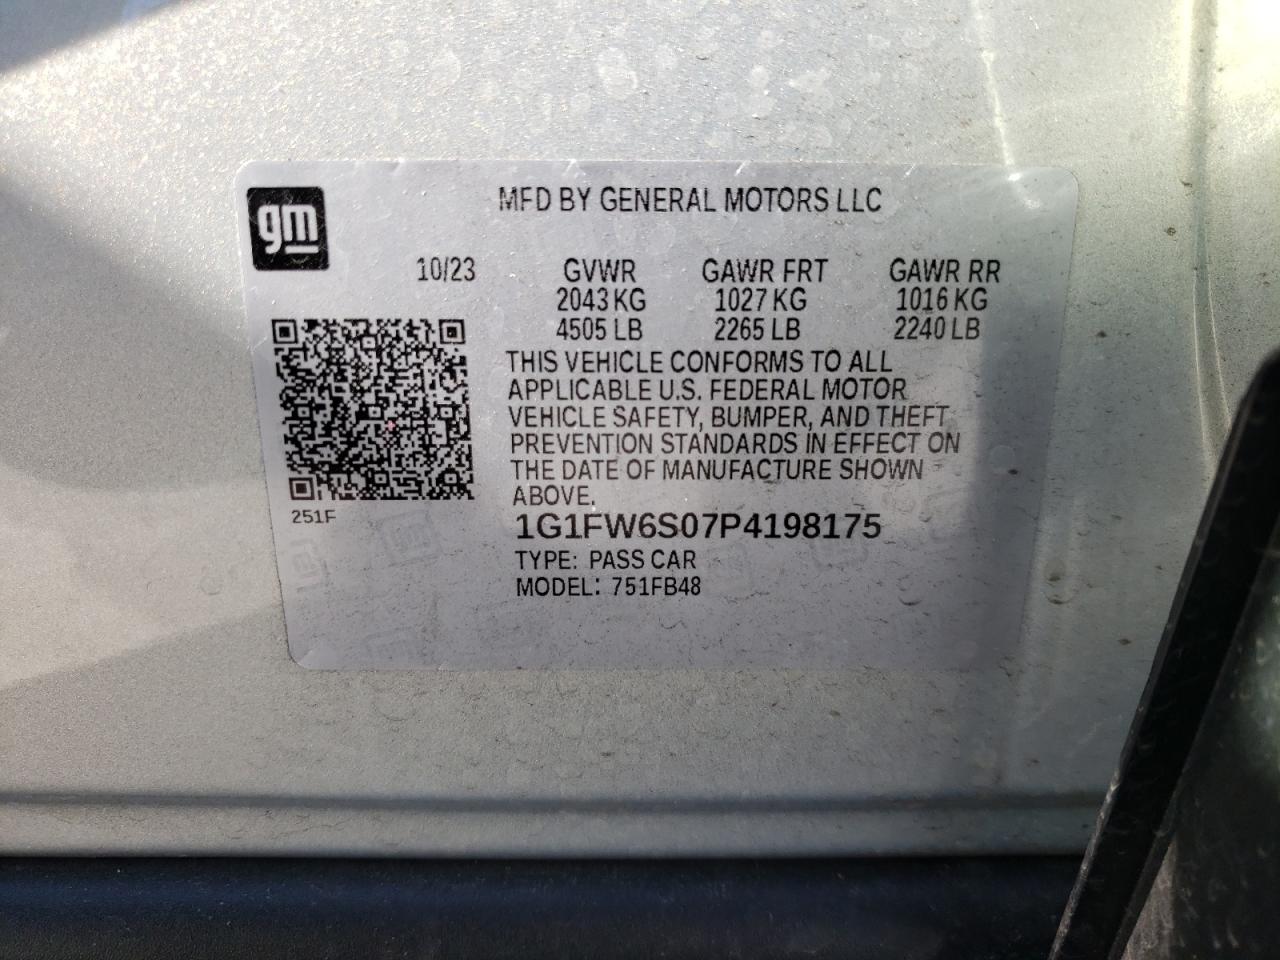 gm
MFD BY GENERAL MOTORS LLC
10/23 GVWR GAWR FRT GAWR RR
2043 KG 1027 KG 1016 KG
4505 LB 2265 LB 2240 LB
THIS VEHICLE CONFORMS TO ALL
APPLICABLE U.S. FEDERAL MOTOR
VEHICLE SAFETY, BUMPER, AND THEFT
PREVENTION STANDARDS IN EFFECT ON
THE DATE OF MANUFACTURE SHOWN
ABOVE.
251F
1G1FW6S07P4198175
TYPE: PASS CAR
MODEL: 751FB48